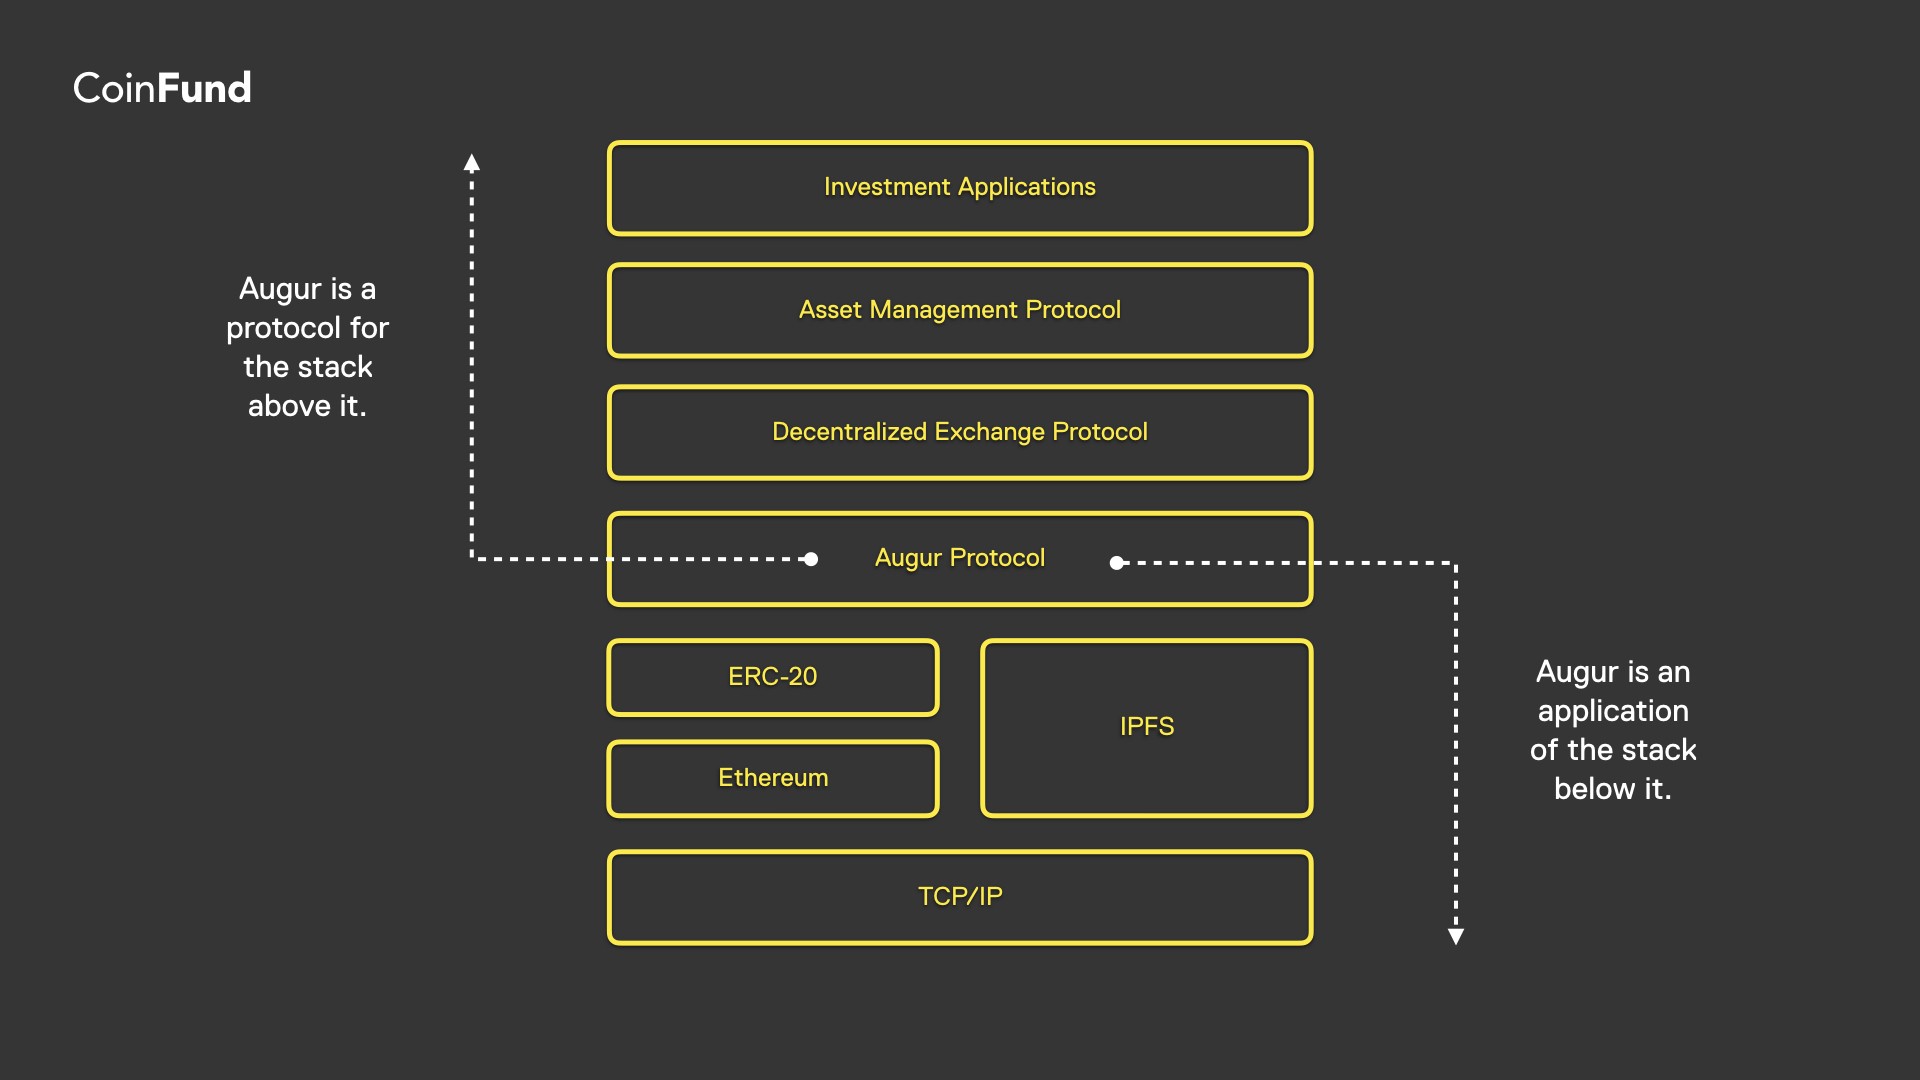 CoinFund
Investment Applications
Asset Management Protocol
Decentralized Exchange Protocol
Augur Protocol
ERC-20
Ethereum
IPFS
TCP/IP
Augur is a
protocol for
the stack
above it.
Augur is an
application
of the stack
below it.